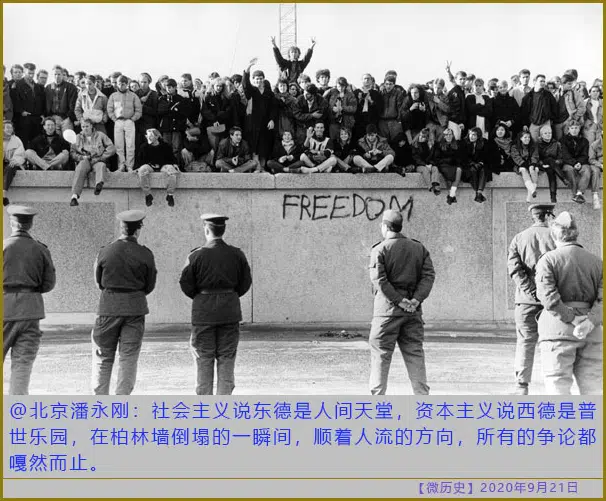 FREEDOM
@北京潘永刚：社会主义说东德是人间天堂，资本主义说西德是普
世乐园，在柏林墙倒塌的一瞬间，顺着人流的方向，所有的争论都
嘎然而止。
【微历史】2020年9月21日